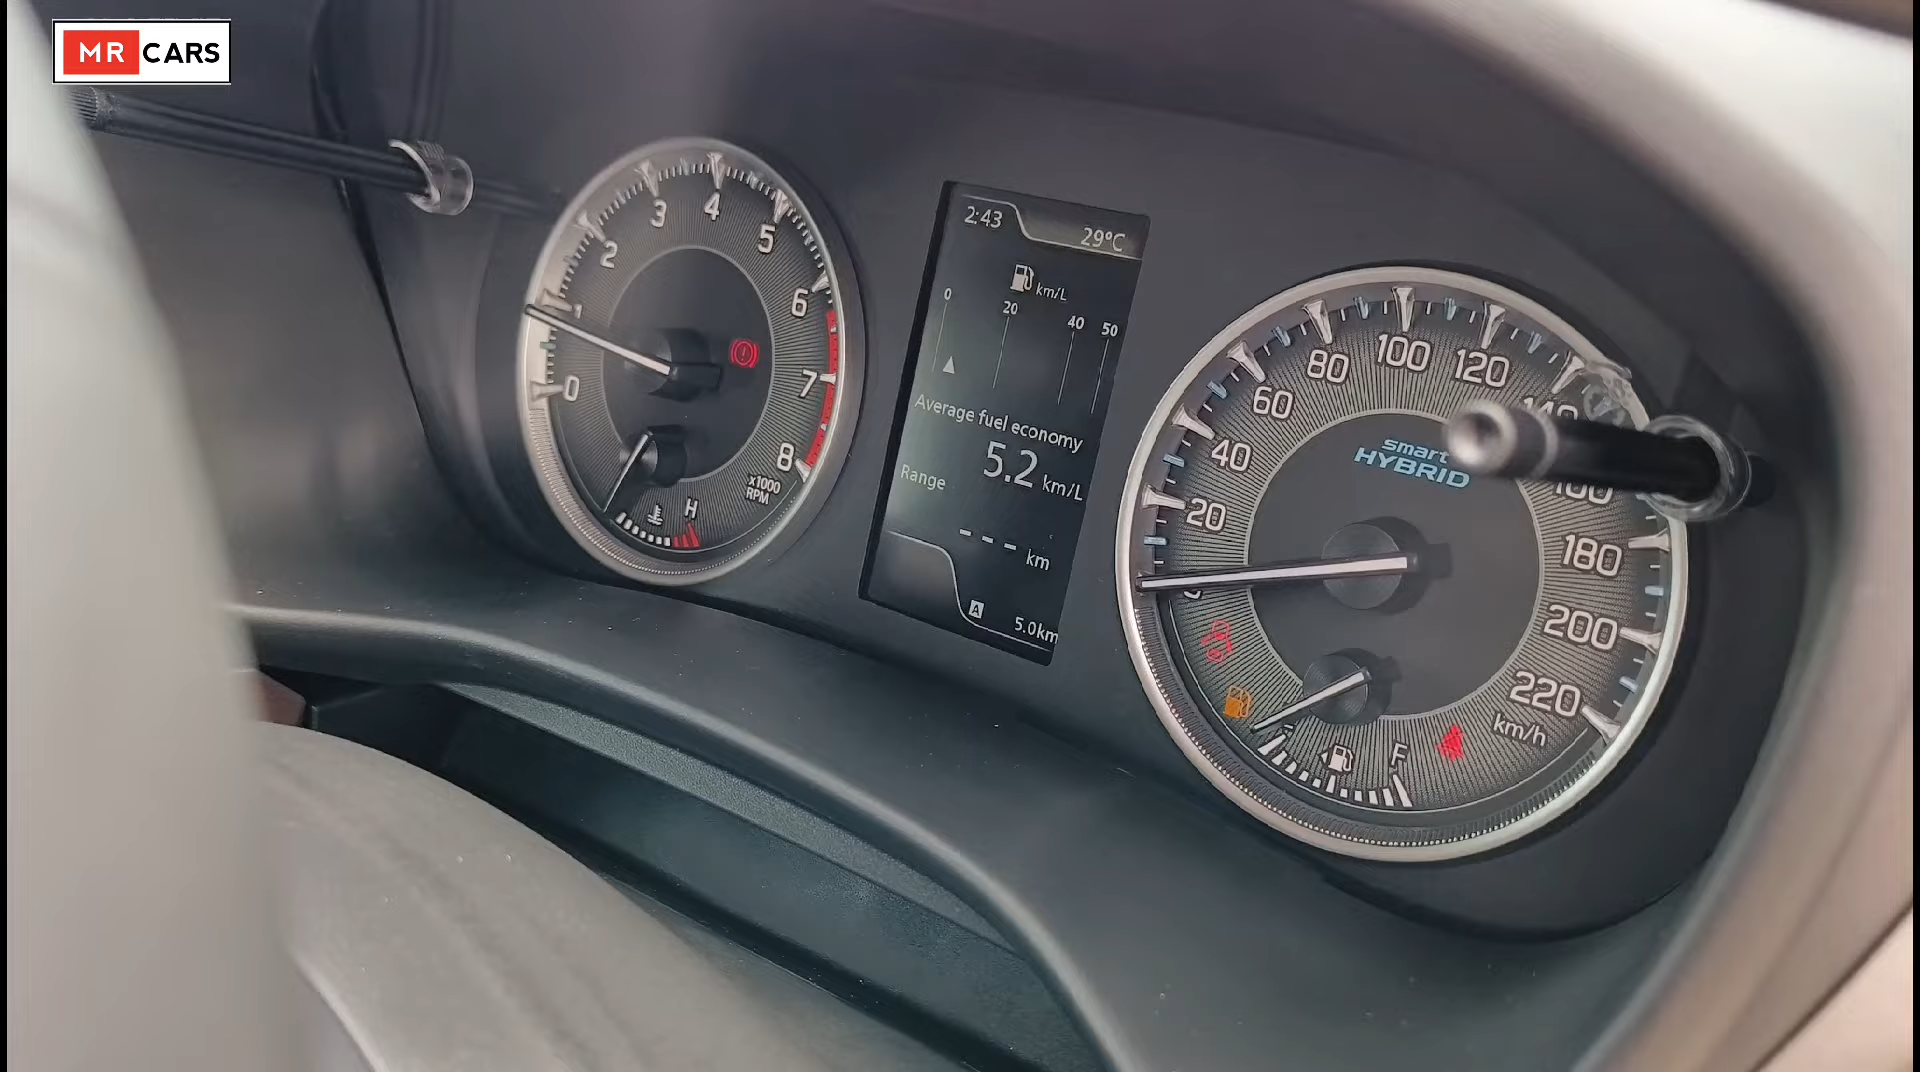 MR CARS
0
1
2
3
4
5
6
7
8
x1000
RPM
H
2:43
29°C
km/L
0
20
40
50
Average fuel economy
5.2 km/L
Range
--- km
A
5.0km
20
40
60
80
100
120
140
160
180
200
220
km/h
smart
HYBRID
F